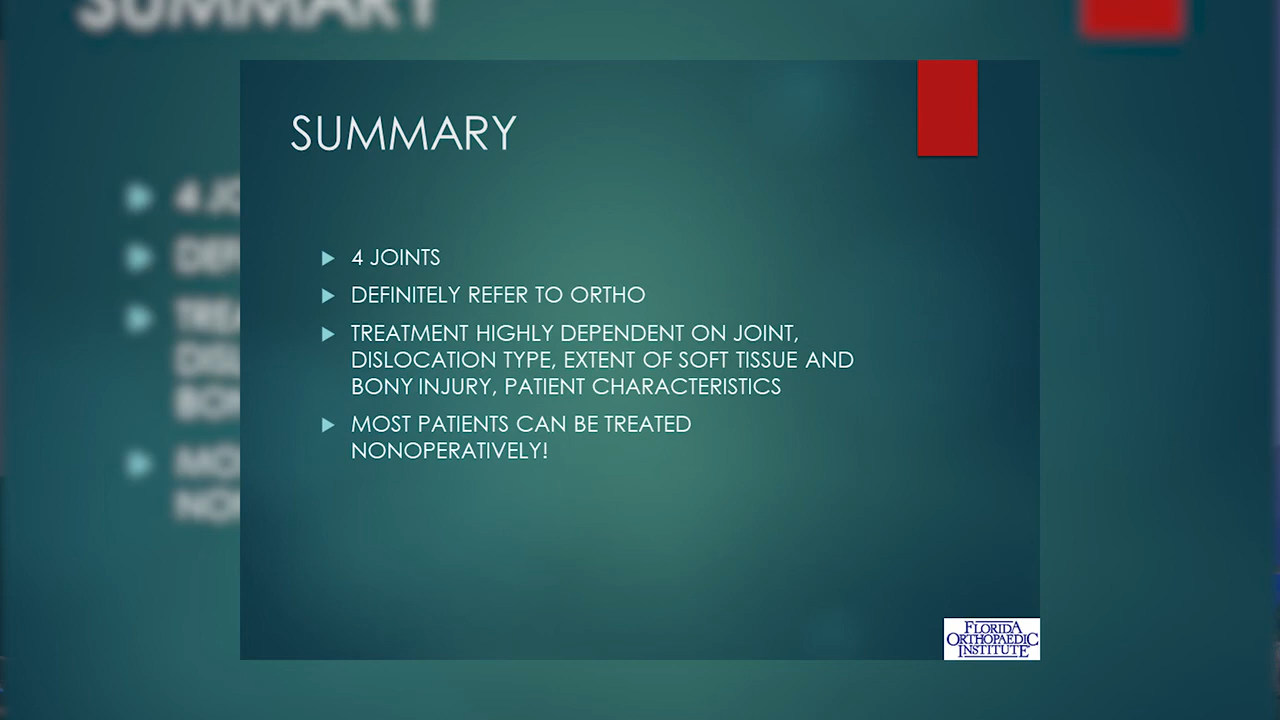 SUMMARY
4 JOINTS
DEFINITELY REFER TO ORTHO
TREATMENT HIGHLY DEPENDENT ON JOINT,
DISLOCATION TYPE, EXTENT OF SOFT TISSUE AND
BONY INJURY, PATIENT CHARACTERISTICS
MOST PATIENTS CAN BE TREATED
NONOPERATIVELY!
FLORIDA
ORTHOPAEDIC
INSTITUTE